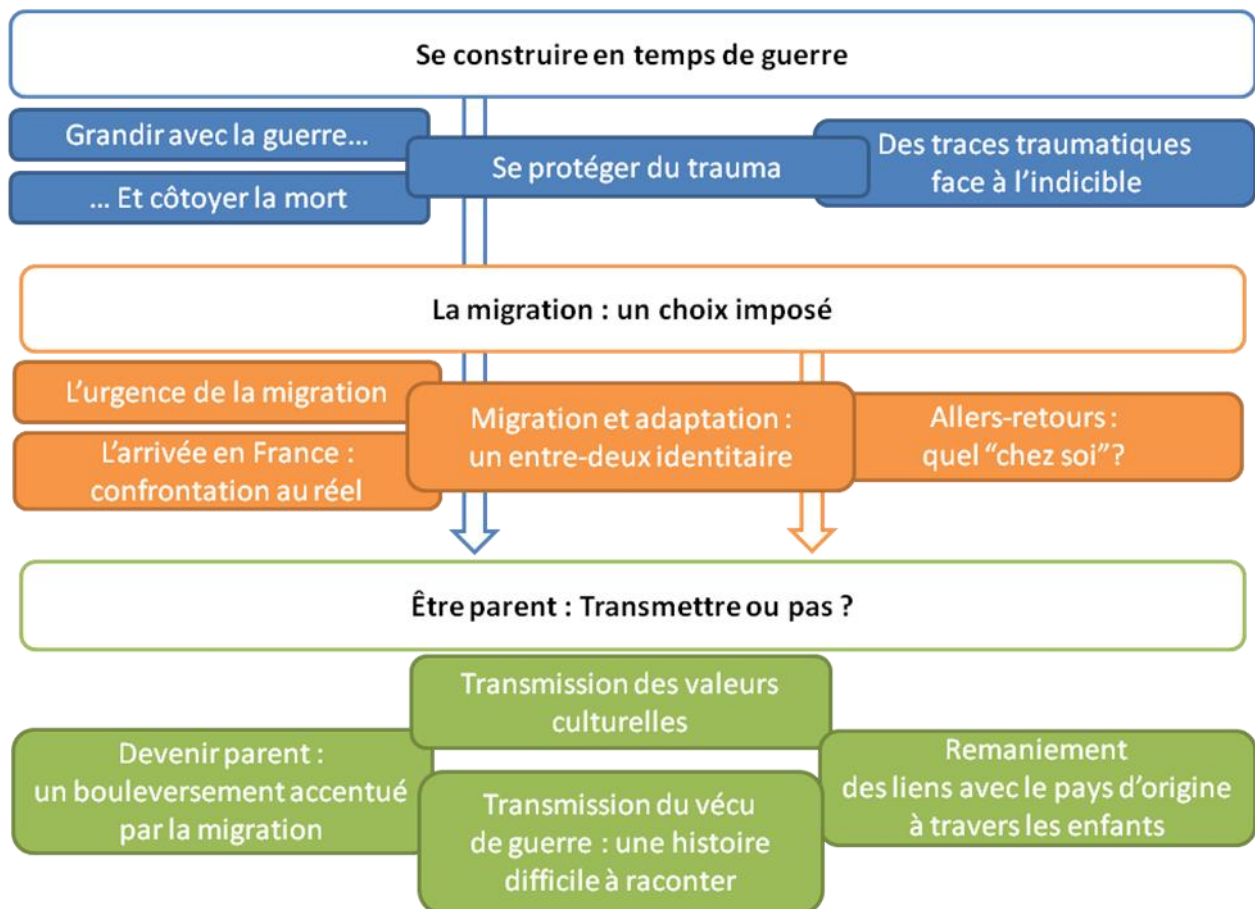 Se construire en temps de guerre
Grandir avec la guerre...
... Et côtoyer la mort
Se protéger du trauma
Des traces traumatiques
face à l'indicible
La migration : un choix imposé
L'urgence de la migration
L'arrivée en France :
confrontation au réel
Migration et adaptation :
un entre-deux identitaire
Allers-retours :
quel “chez soi”?
Être parent : Transmettre ou pas ?
Devenir parent :
un bouleversement accentué
par la migration
Transmission des valeurs
culturelles
Transmission du vécu
de guerre : une histoire
difficile à raconter
Remaniement
des liens avec le pays d'origine
à travers les enfants